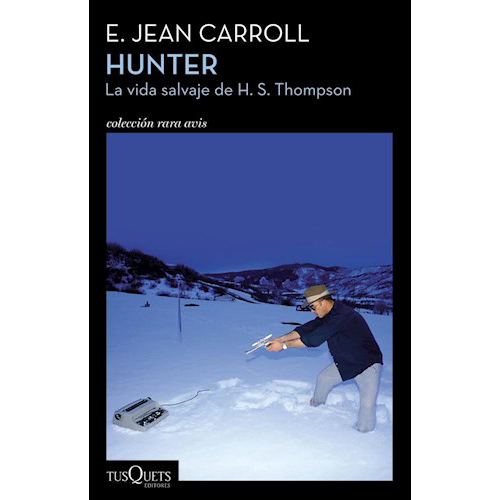 E. JEAN CARROLL
HUNTER
La vida salvaje de H. S. Thompson
colección rara avis
TUSQUETS
EDITORES